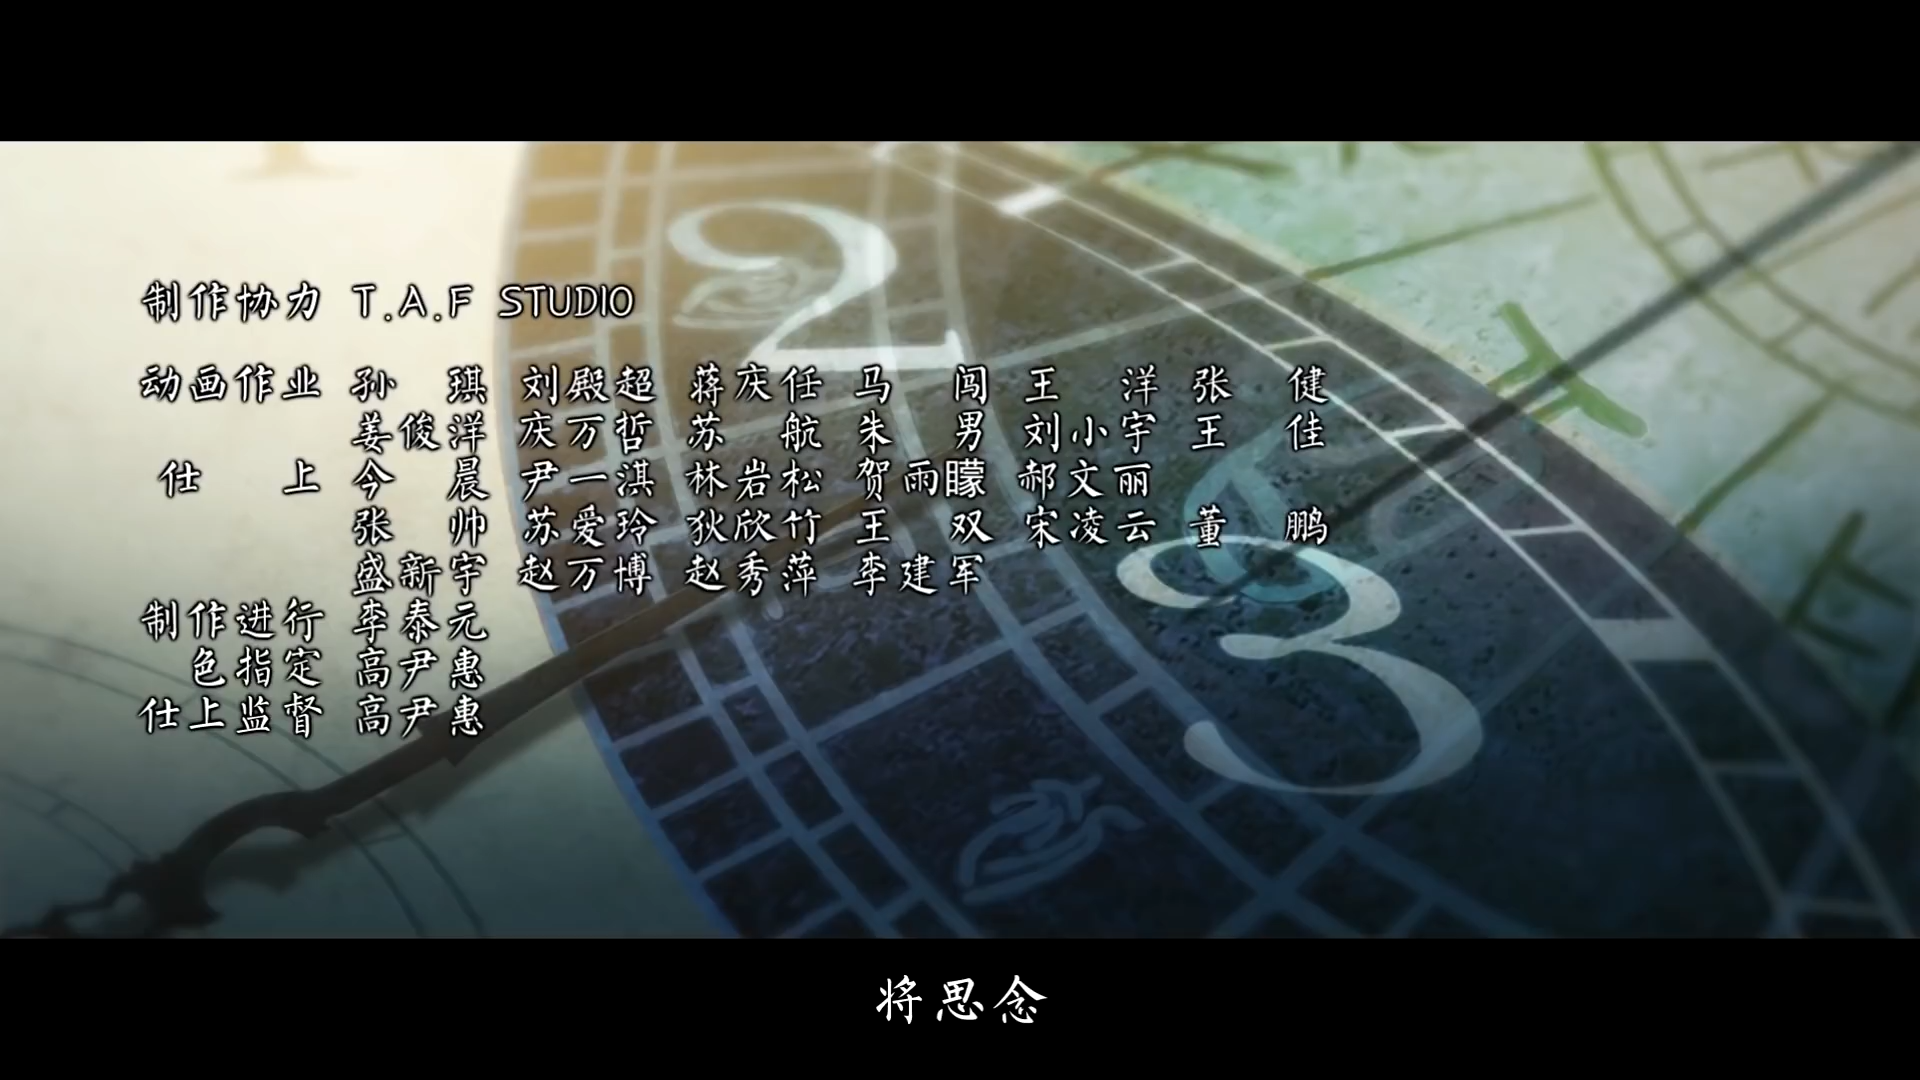 制作协力 T.A.F STUDIO
动画作业 孙 琪 刘殿超 蒋庆任 马 闯 王 洋 张 健
姜俊洋 庆万哲 苏 航 朱 男 刘小宇 王 佳
仕 上 今 晨 尹一淇 林岩松 贺雨矇 郝文丽
张 帅 苏爱玲 狄欣竹 王 双 宋凌云 董 鹏
盛新宇 赵万博 赵秀萍 李建军
制作进行 李泰元
色指定 高尹惠
仕上监督 高尹惠
2
3
将思念